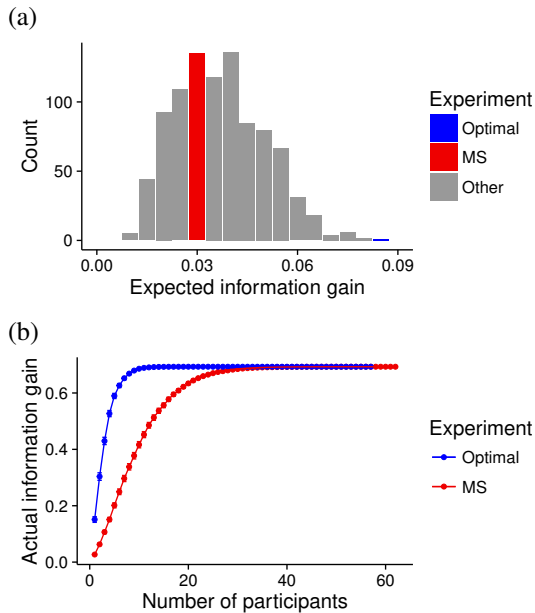 (a)
100
50
0
Count
0.00 0.03 0.06 0.09
Expected information gain
Experiment
Optimal
MS
Other
(b)
0.6
0.4
0.2
0.0
Actual information gain
0 20 40 60
Number of participants
Experiment
Optimal
MS